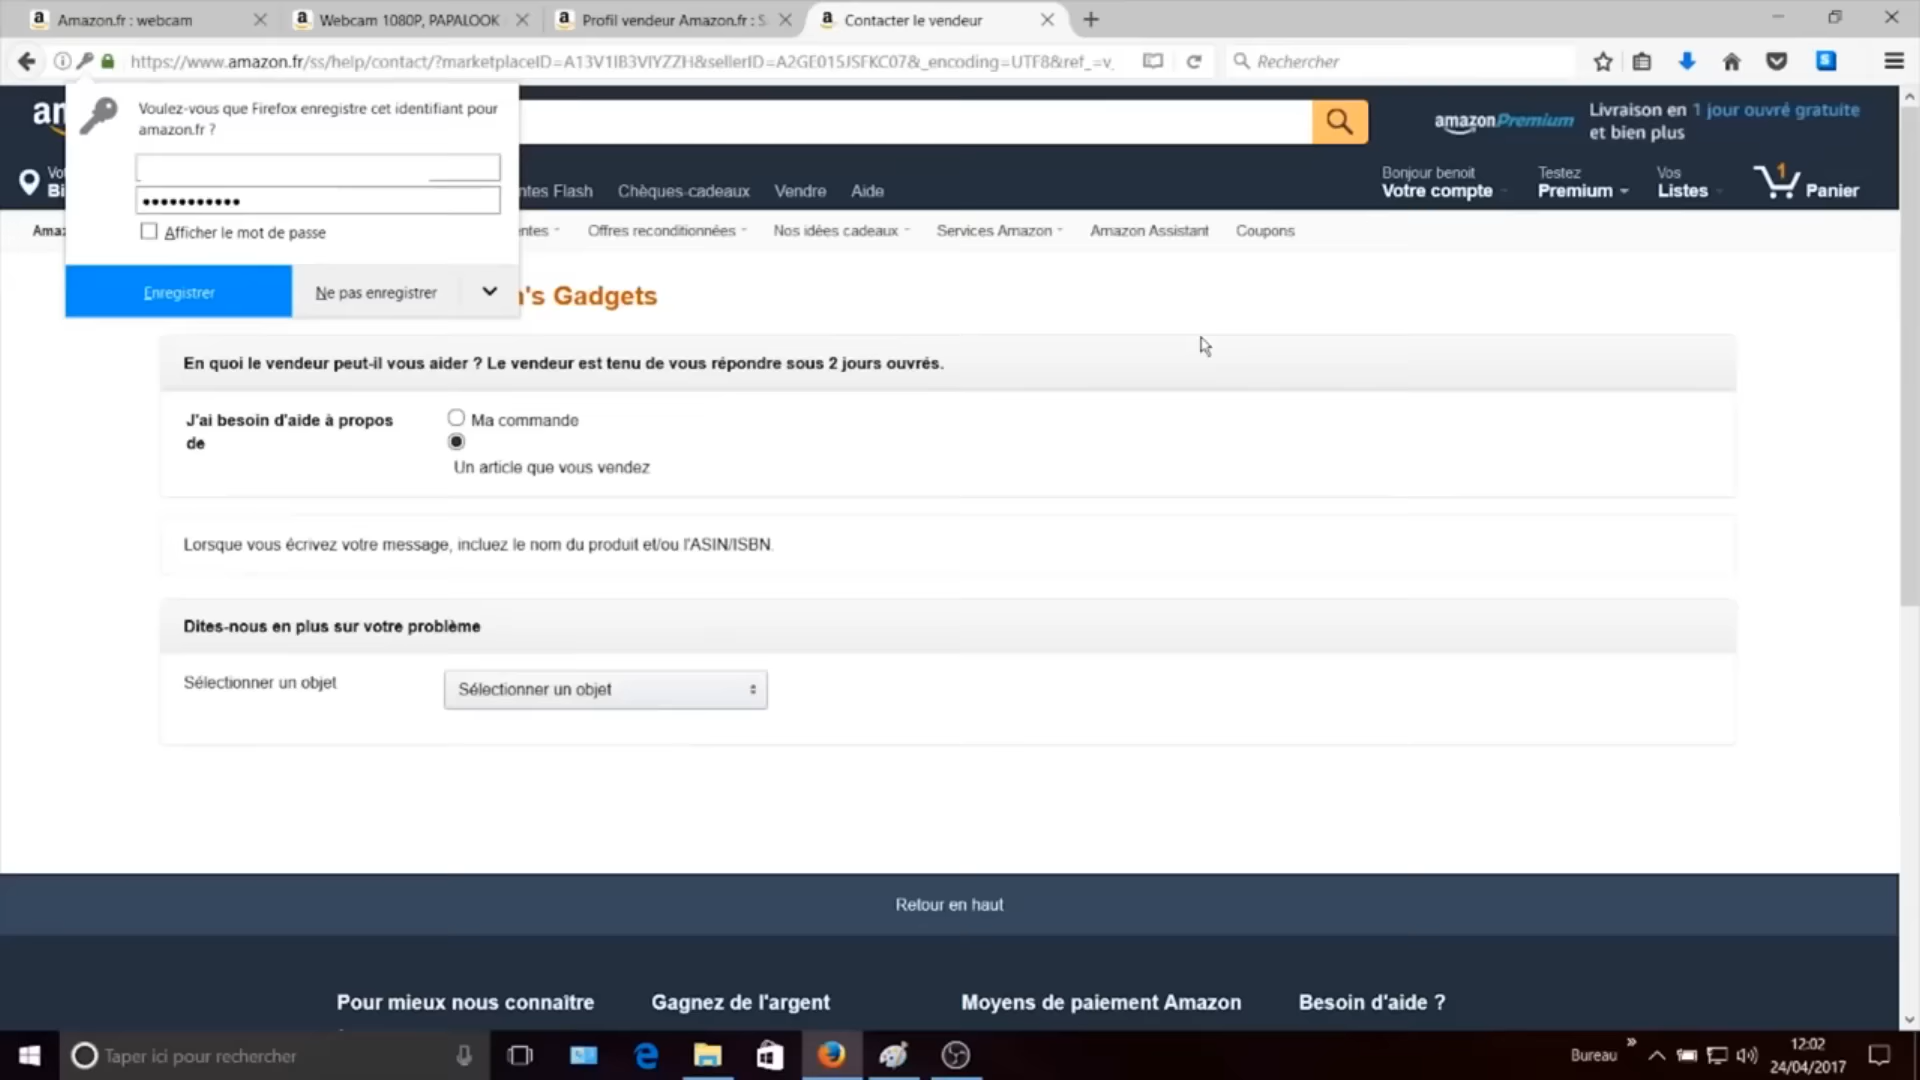 Amazon.fr : webcam
Webcam 1080P, PAPALOOK
Profil vendeur Amazon.fr : S
Contacter le vendeur
https://www.amazon.fr/ss/help/contact/?marketplaceID=A13V1IB3VIYZZH&sellerID=A2GE015JSFKC07&_encoding=UTF8&ref_=v_
Rechercher
Voulez-vous que Firefox enregistre cet identifiant pour
amazon.fr ?
•••••••••••
Afficher le mot de passe
Enregistrer
Ne pas enregistrer
am
amazonPremium
Livraison en 1 jour ouvré gratuite
et bien plus
Bonjour benoit
Votre compte
Testez
Premium
Vos
Listes
1
Panier
ntes Flash
Chèques-cadeaux
Vendre
Aide
Amaz
entes
Offres reconditionnées
Nos idées cadeaux
Services Amazon
Amazon Assistant
Coupons
's Gadgets
En quoi le vendeur peut-il vous aider ? Le vendeur est tenu de vous répondre sous 2 jours ouvrés.
J'ai besoin d'aide à propos
de
Ma commande
Un article que vous vendez
Lorsque vous écrivez votre message, incluez le nom du produit et/ou l'ASIN/ISBN.
Dites-nous en plus sur votre problème
Sélectionner un objet
Sélectionner un objet
Retour en haut
Pour mieux nous connaître
Gagnez de l'argent
Moyens de paiement Amazon
Besoin d'aide ?
Taper ici pour rechercher
Bureau
12:02
24/04/2017